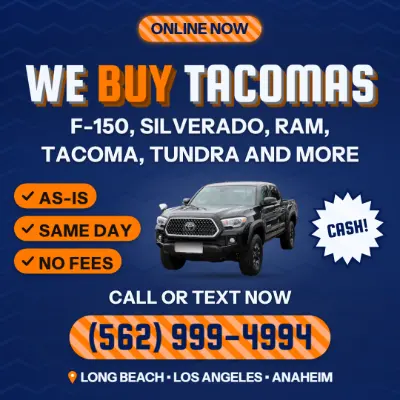 ONLINE NOW
WE BUY TACOMAS
F-150, SILVERADO, RAM,
TACOMA, TUNDRA AND MORE
AS-IS
SAME DAY
NO FEES
CASH!
CALL OR TEXT NOW
(562) 999-4994
LONG BEACH • LOS ANGELES • ANAHEIM